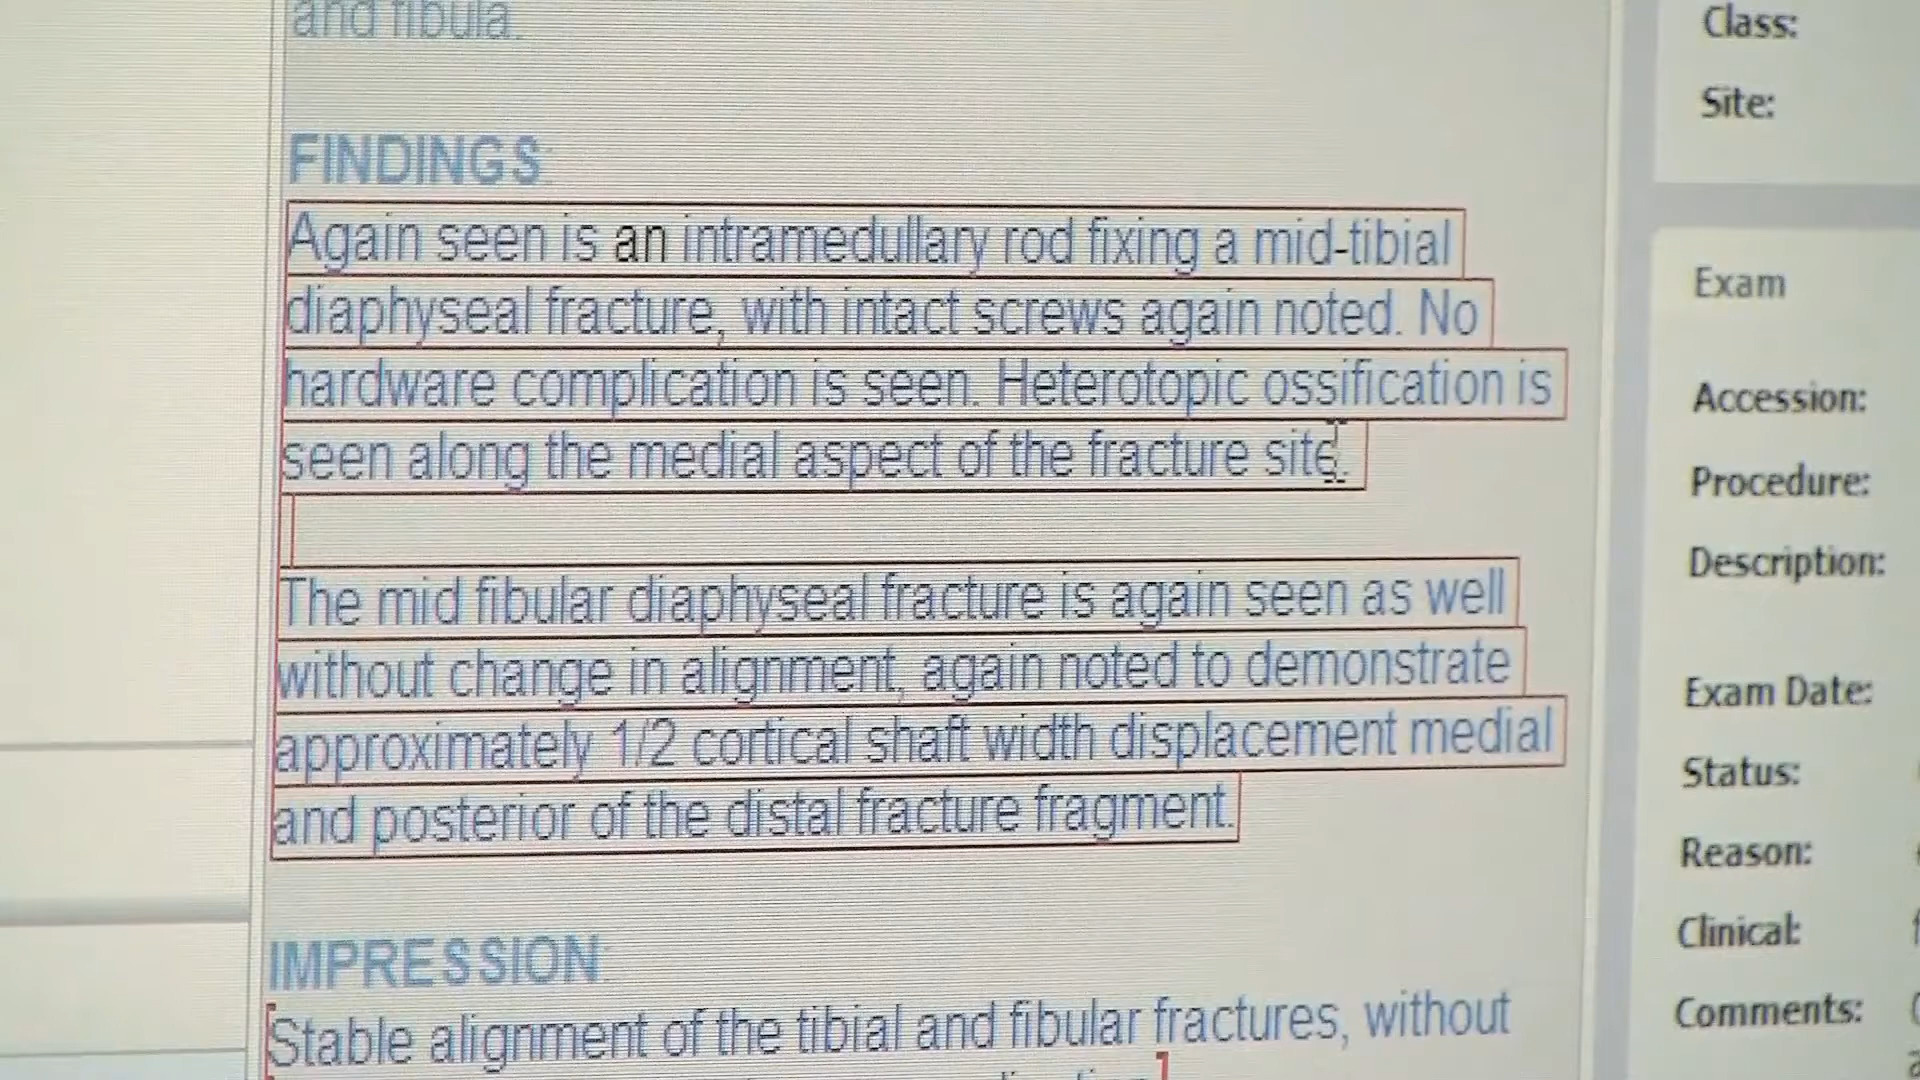 and fibula.
FINDINGS:
Again seen is an intramedullary rod fixing a mid-tibial
diaphyseal fracture, with intact screws again noted. No
hardware complication is seen. Heterotopic ossification is
seen along the medial aspect of the fracture site.
The mid fibular diaphyseal fracture is again seen as well
without change in alignment, again noted to demonstrate
approximately 1/2 cortical shaft width displacement medial
and posterior of the distal fracture fragment.
IMPRESSION:
Stable alignment of the tibial and fibular fractures, without
Class:
Site:
Exam
Accession:
Procedure:
Description:
Exam Date:
Status:
Reason:
Clinical:
Comments: